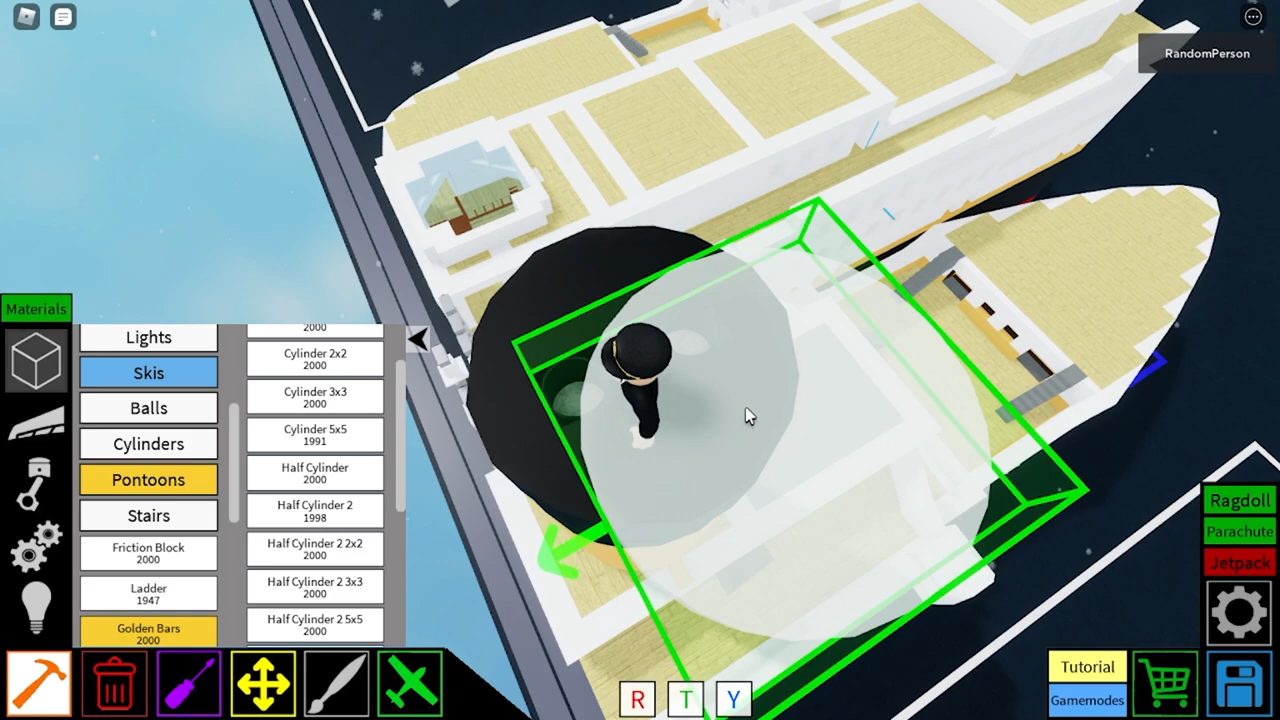 RandomPerson
Materials
Lights
Skis
Balls
Cylinders
Pontoons
Stairs
Friction Block
2000
Ladder
1947
Golden Bars
2000
2000
Cylinder 2x2
2000
Cylinder 3x3
2000
Cylinder 5x5
1991
Half Cylinder
2000
Half Cylinder 2
1998
Half Cylinder 2 2x2
2000
Half Cylinder 2 3x3
2000
Half Cylinder 2 5x5
2000
R
T
Y
Ragdoll
Parachute
Jetpack
Tutorial
Gamemodes